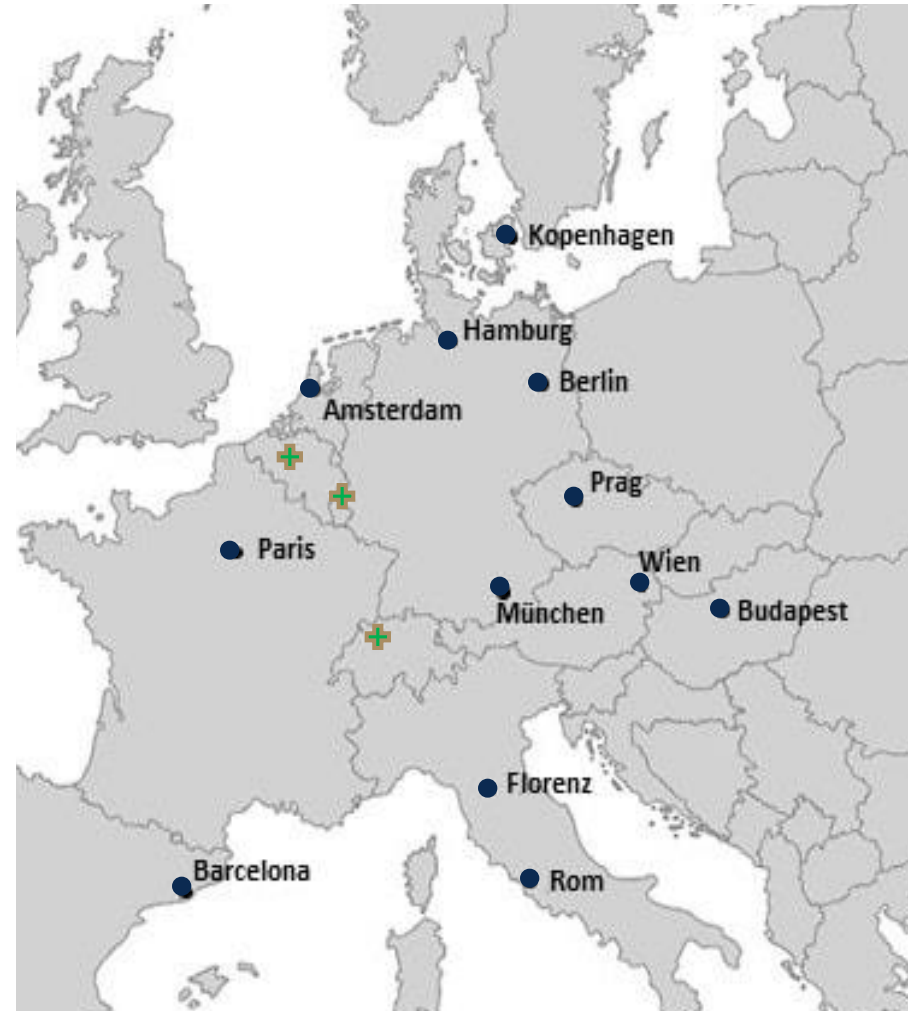 Kopenhagen
Hamburg
Berlin
Amsterdam
Prag
Paris
Wien
München
Budapest
Florenz
Barcelona
Rom